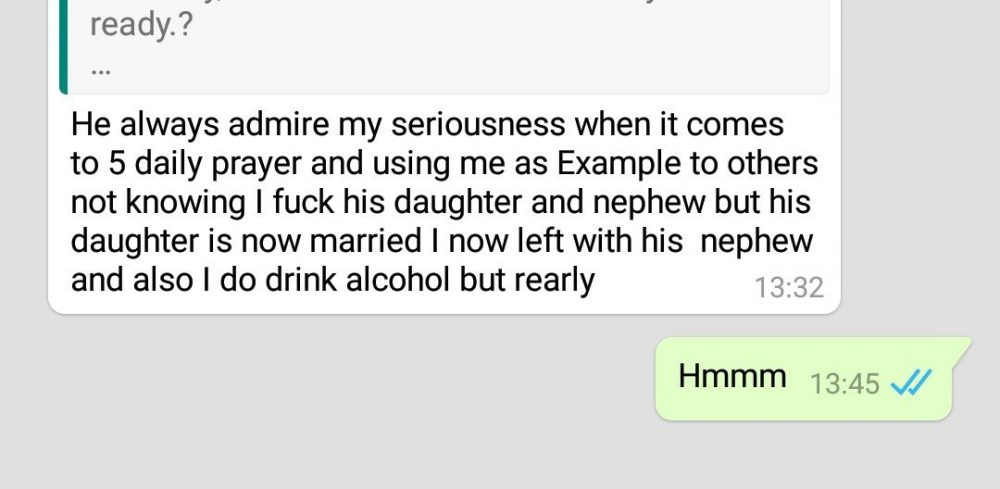 ready.?
...
He always admire my seriousness when it comes
to 5 daily prayer and using me as Example to others
not knowing I fuck his daughter and nephew but his
daughter is now married I now left with his  nephew
and also I do drink alcohol but rearly
13:32
Hmmm 13:45